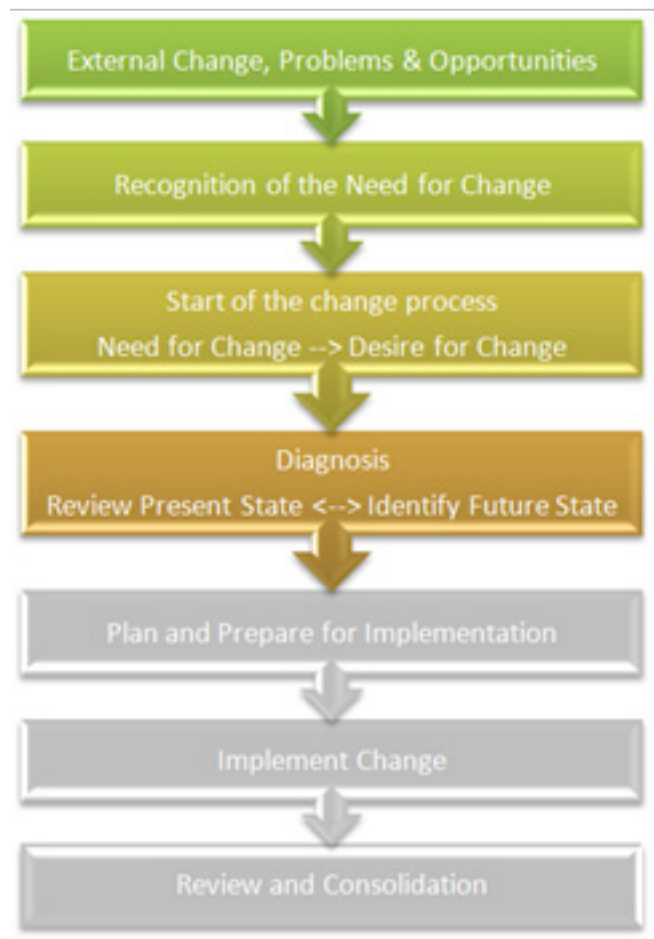 External Change, Problems & Opportunities
Recognition of the Need for Change
Start of the change process
Need for Change --> Desire for Change
Diagnosis
Review Present State <--> Identify Future State
Plan and Prepare for Implementation
Implement Change
Review and Consolidation